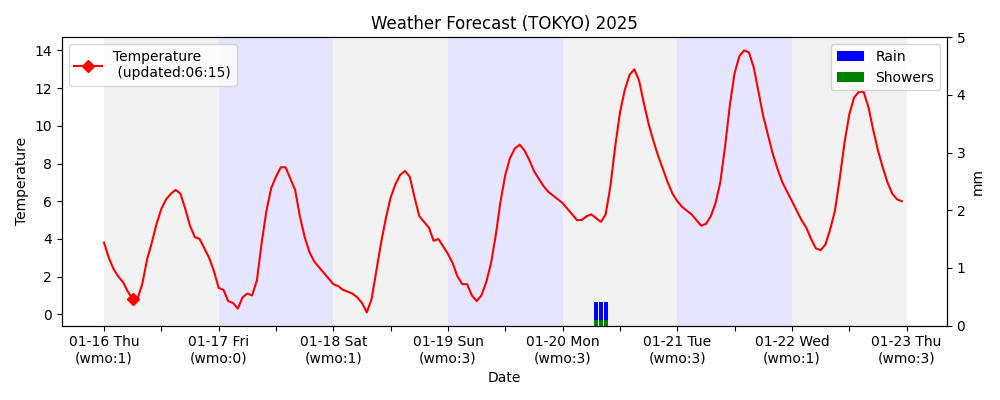 Weather Forecast (TOKYO) 2025
Temperature
(updated:06:15)
Rain
Showers
14
12
10
8
6
4
2
0
Temperature
5
4
3
2
1
0
mm
01-16 Thu
(wmo:1)
01-17 Fri
(wmo:0)
01-18 Sat
(wmo:1)
01-19 Sun
(wmo:3)
01-20 Mon
(wmo:3)
01-21 Tue
(wmo:3)
01-22 Wed
(wmo:1)
01-23 Thu
(wmo:3)
Date